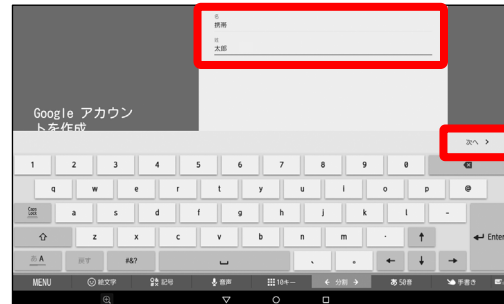 名
携帯
姓
太郎
Google アカウン
トを作成
次へ >
1 2 3 4 5 6 7 8 9 0
q w e r t y u i o p @
Caps Lock a s d f g h j k l - Enter
z x c v b n m ·
あA 戻す #&? 、 。
MENU 絵文字 記号 音声 10キー 分割 50音 手書き